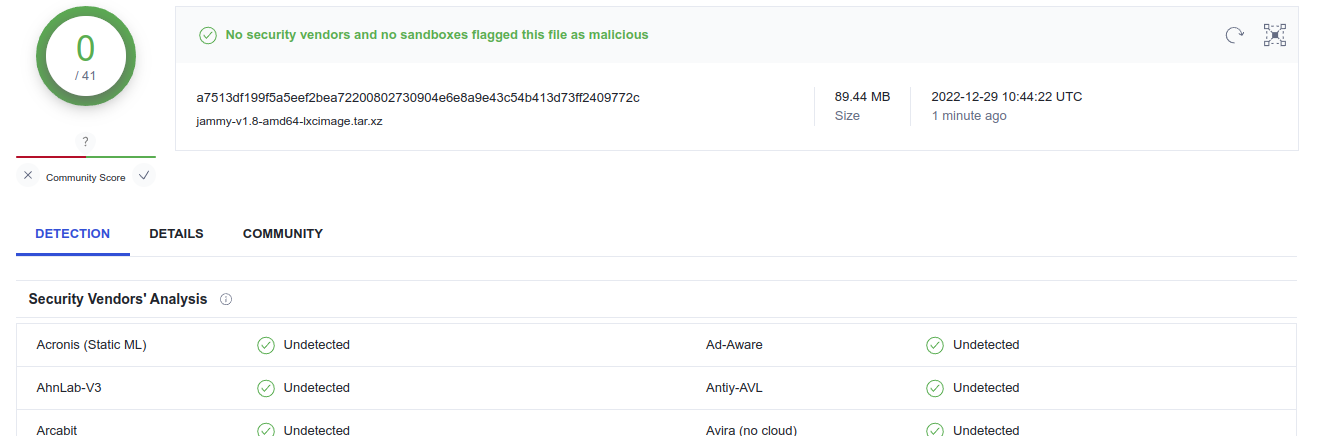 0
/ 41
No security vendors and no sandboxes flagged this file as malicious
a7513df199f5a5eef2bea72200802730904e6e8a9e43c54b413d73ff2409772c
jammy-v1.8-amd64-lxcimage.tar.xz
89.44 MB
Size
2022-12-29 10:44:22 UTC
1 minute ago
?
Community Score
DETECTION DETAILS COMMUNITY
Security Vendors' Analysis
Acronis (Static ML) Undetected Ad-Aware Undetected
AhnLab-V3 Undetected Antiy-AVL Undetected
Arcabit Undetected Avira (no cloud) Undetected